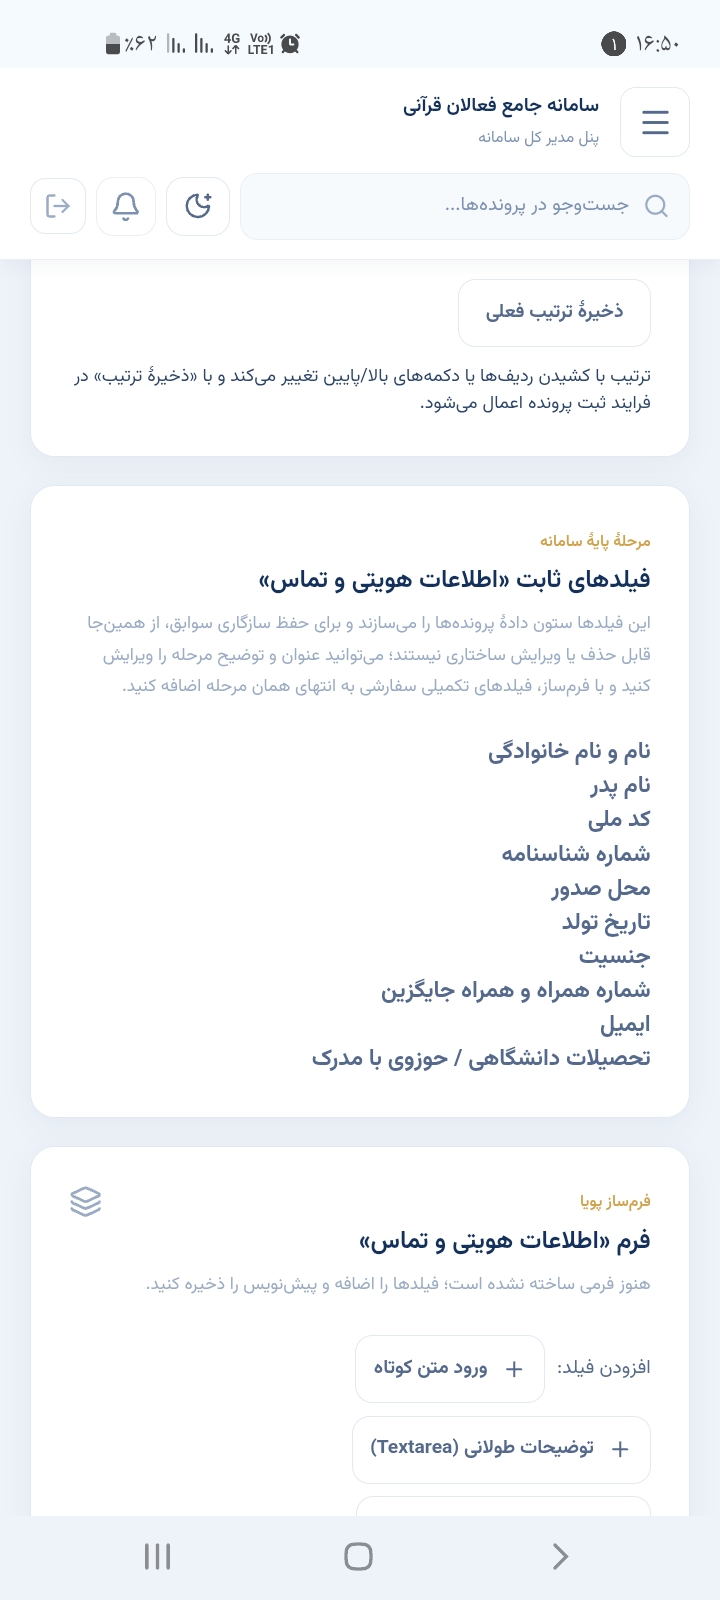 ۱۶:۵۰
۱
Vo)) LTE1
4G
٪۶۲
سامانه جامع فعالان قرآنی
پنل مدیر کل سامانه
جست‌وجو در پرونده‌ها...
ذخیرهٔ ترتیب فعلی
ترتیب با کشیدن ردیف‌ها یا دکمه‌های بالا/پایین تغییر می‌کند و با «ذخیرهٔ ترتیب» در
فرایند ثبت پرونده اعمال می‌شود.
مرحلهٔ پایهٔ سامانه
فیلدهای ثابت «اطلاعات هویتی و تماس»
این فیلدها ستون دادهٔ پرونده‌ها را می‌سازند و برای حفظ سازگاری سوابق، از همین‌جا
قابل حذف یا ویرایش ساختاری نیستند؛ می‌توانید عنوان و توضیح مرحله را ویرایش
کنید و با فرم‌ساز، فیلدهای تکمیلی سفارشی به انتهای همان مرحله اضافه کنید.
نام و نام خانوادگی
نام پدر
کد ملی
شماره شناسنامه
محل صدور
تاریخ تولد
جنسیت
شماره همراه و همراه جایگزین
ایمیل
تحصیلات دانشگاهی / حوزوی با مدرک
فرم‌ساز پویا
فرم «اطلاعات هویتی و تماس»
هنوز فرمی ساخته نشده است؛ فیلدها را اضافه و پیش‌نویس را ذخیره کنید.
افزودن فیلد: + ورود متن کوتاه
+ توضیحات طولانی (Textarea)